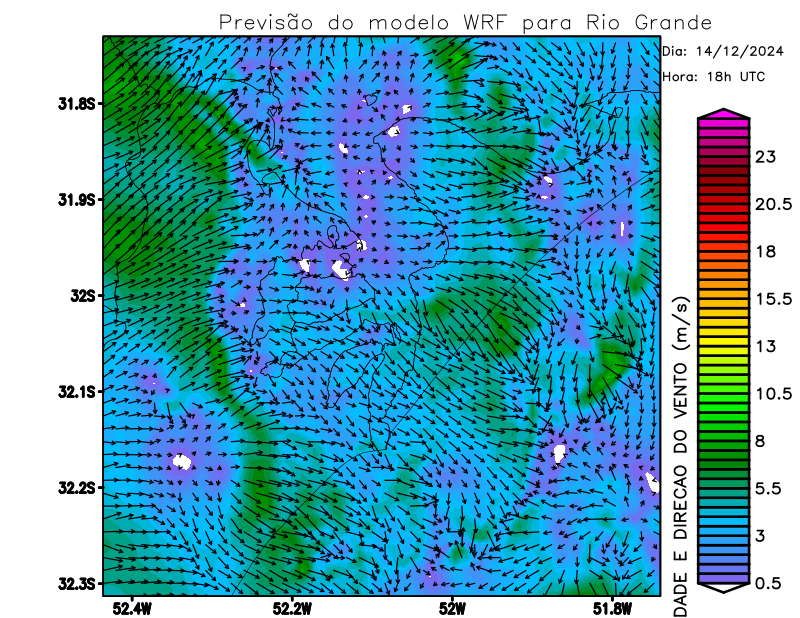 Previsão do modelo WRF para Rio Grande
Dia: 14/12/2024
Hora: 18h UTC
31.8S
31.9S
32S
32.1S
32.2S
32.3S
52.4W
52.2W
52W
51.8W
23
20.5
18
15.5
13
10.5
8
5.5
3
0.5
DADE E DIRECAO DO VENTO (m/s)